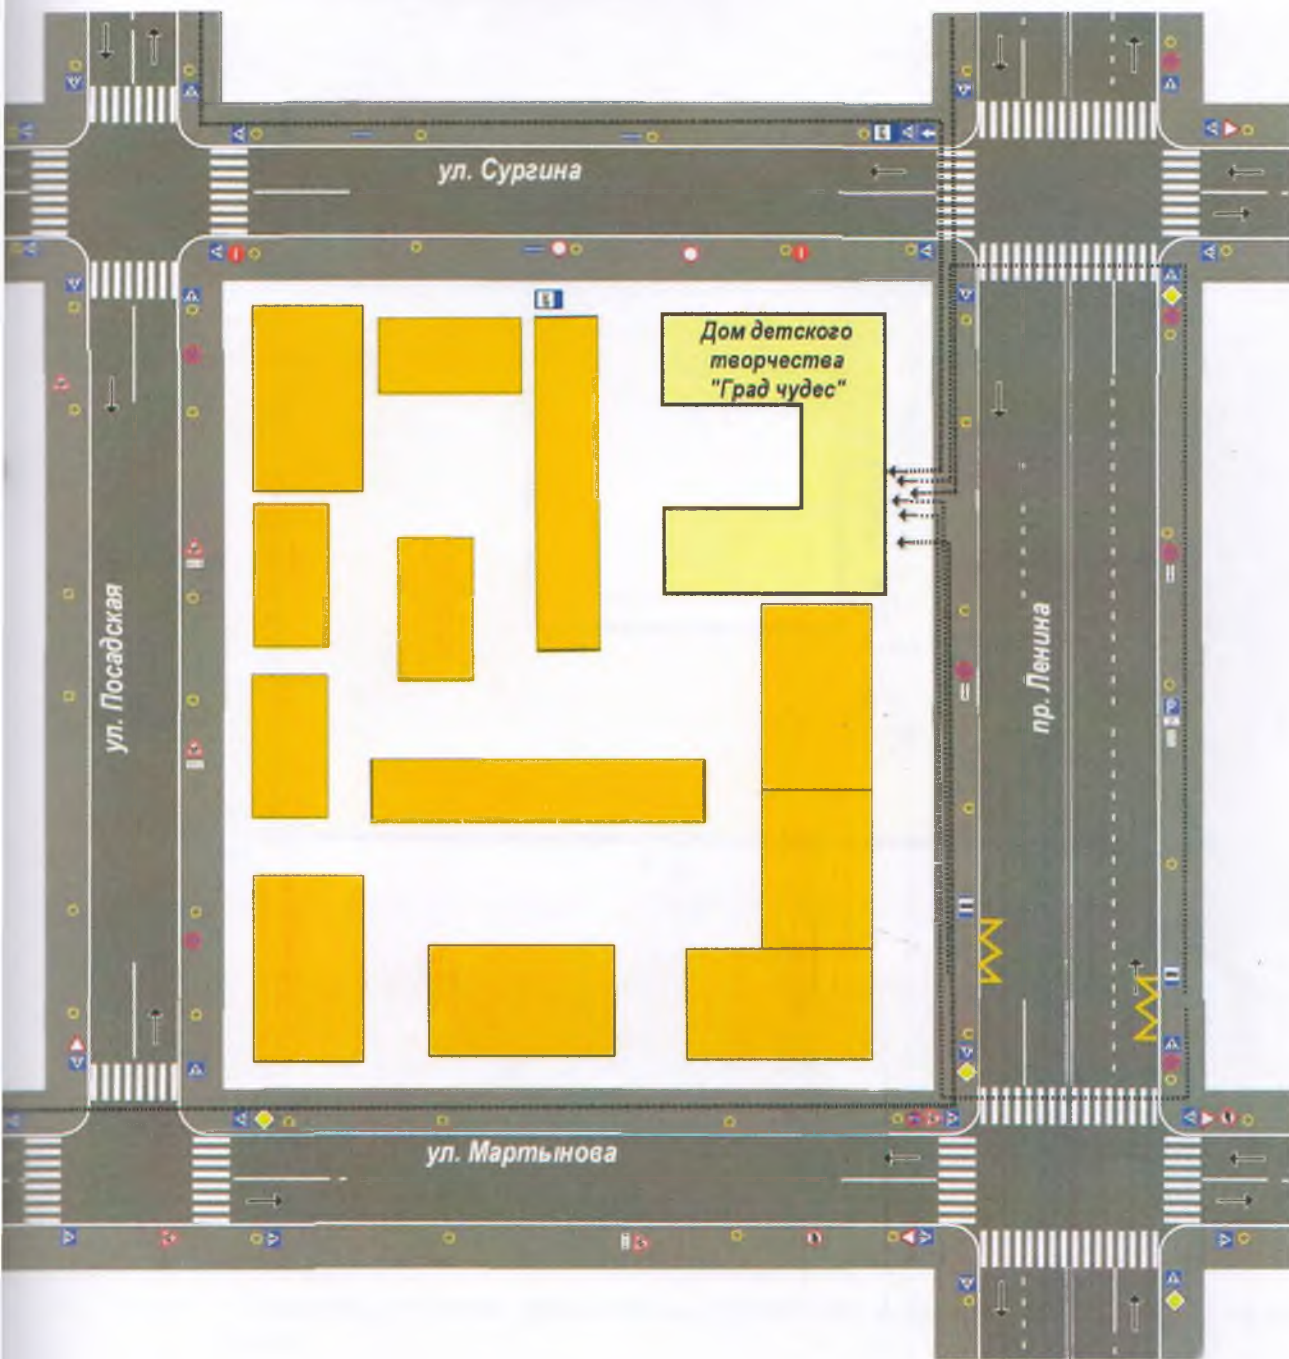 ул. Сургина
Дом детского
творчества
"Град чудес"
ул. Посадская
пр. Ленина
ул. Мартынова